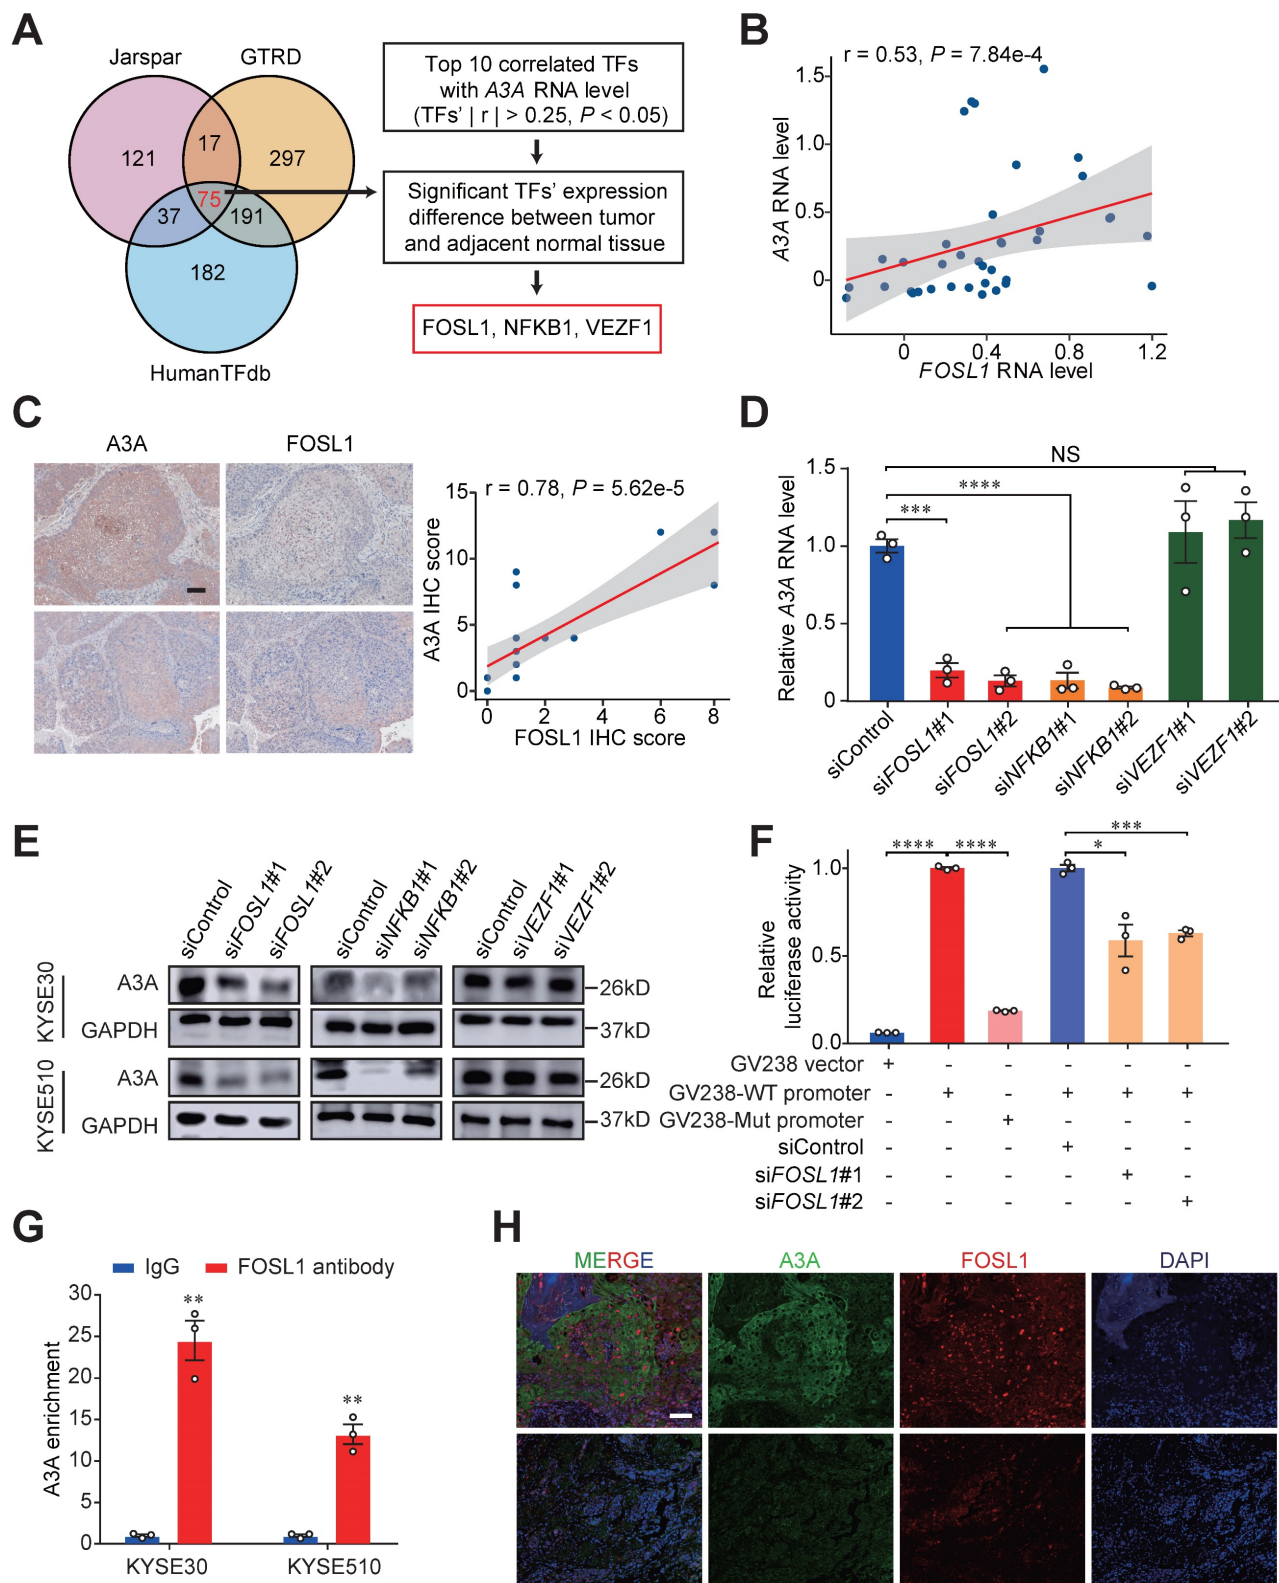 A
Jarspar
GTRD
121
17
297
75
37
191
182
HumanTFdb
Top 10 correlated TFs
with A3A RNA level
(TFs' | r | > 0.25, P < 0.05)
Significant TFs' expression
difference between tumor
and adjacent normal tissue
FOSL1, NFKB1, VEZF1
B
r = 0.53, P = 7.84e-4
A3A RNA level
1.5
1.0
0.5
0
0
0.4
0.8
1.2
FOSL1 RNA level
C
A3A
FOSL1
r = 0.78, P = 5.62e-5
A3A IHC score
15
10
5
0
0
2
4
6
8
FOSL1 IHC score
D
Relative A3A RNA level
1.5
1.0
0.5
0
NS
****
***
siControl
siFOSL1#1
siFOSL1#2
siNFKB1#1
siNFKB1#2
siVEZF1#1
siVEZF1#2
E
siControl
siFOSL1#1
siFOSL1#2
siControl
siNFKB1#1
siNFKB1#2
siControl
siVEZF1#1
siVEZF1#2
KYSE30
A3A
26kD
GAPDH
37kD
KYSE510
A3A
26kD
GAPDH
37kD
F
Relative
luciferase activity
1.0
0.5
0.0
****
****
*
***
GV238 vector + - - - - -
GV238-WT promoter - + - + + +
GV238-Mut promoter - - + - - -
siControl - - - + - -
siFOSL1#1 - - - - + -
siFOSL1#2 - - - - - +
G
IgG
FOSL1 antibody
A3A enrichment
30
25
20
15
10
5
0
**
**
KYSE30
KYSE510
H
MERGE
A3A
FOSL1
DAPI